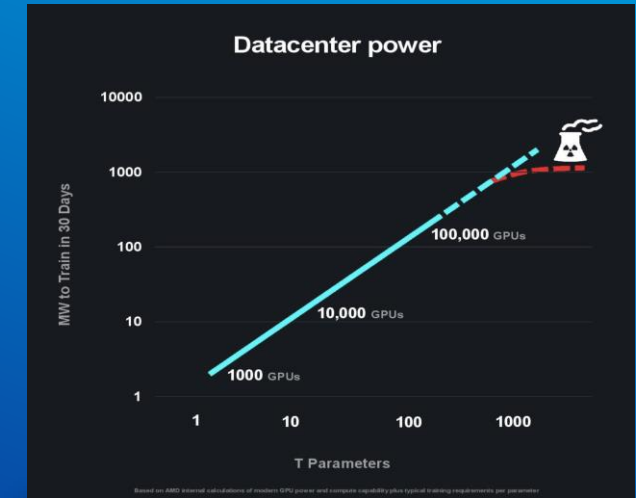 Datacenter power
10000
1000
100
10
1
MW to Train in 30 Days
100,000 GPUs
10,000 GPUs
1000 GPUs
1 10 100 1000
T Parameters
Based on AMD internal calculations of modern GPU power and compute capability plus typical training requirements per parameter